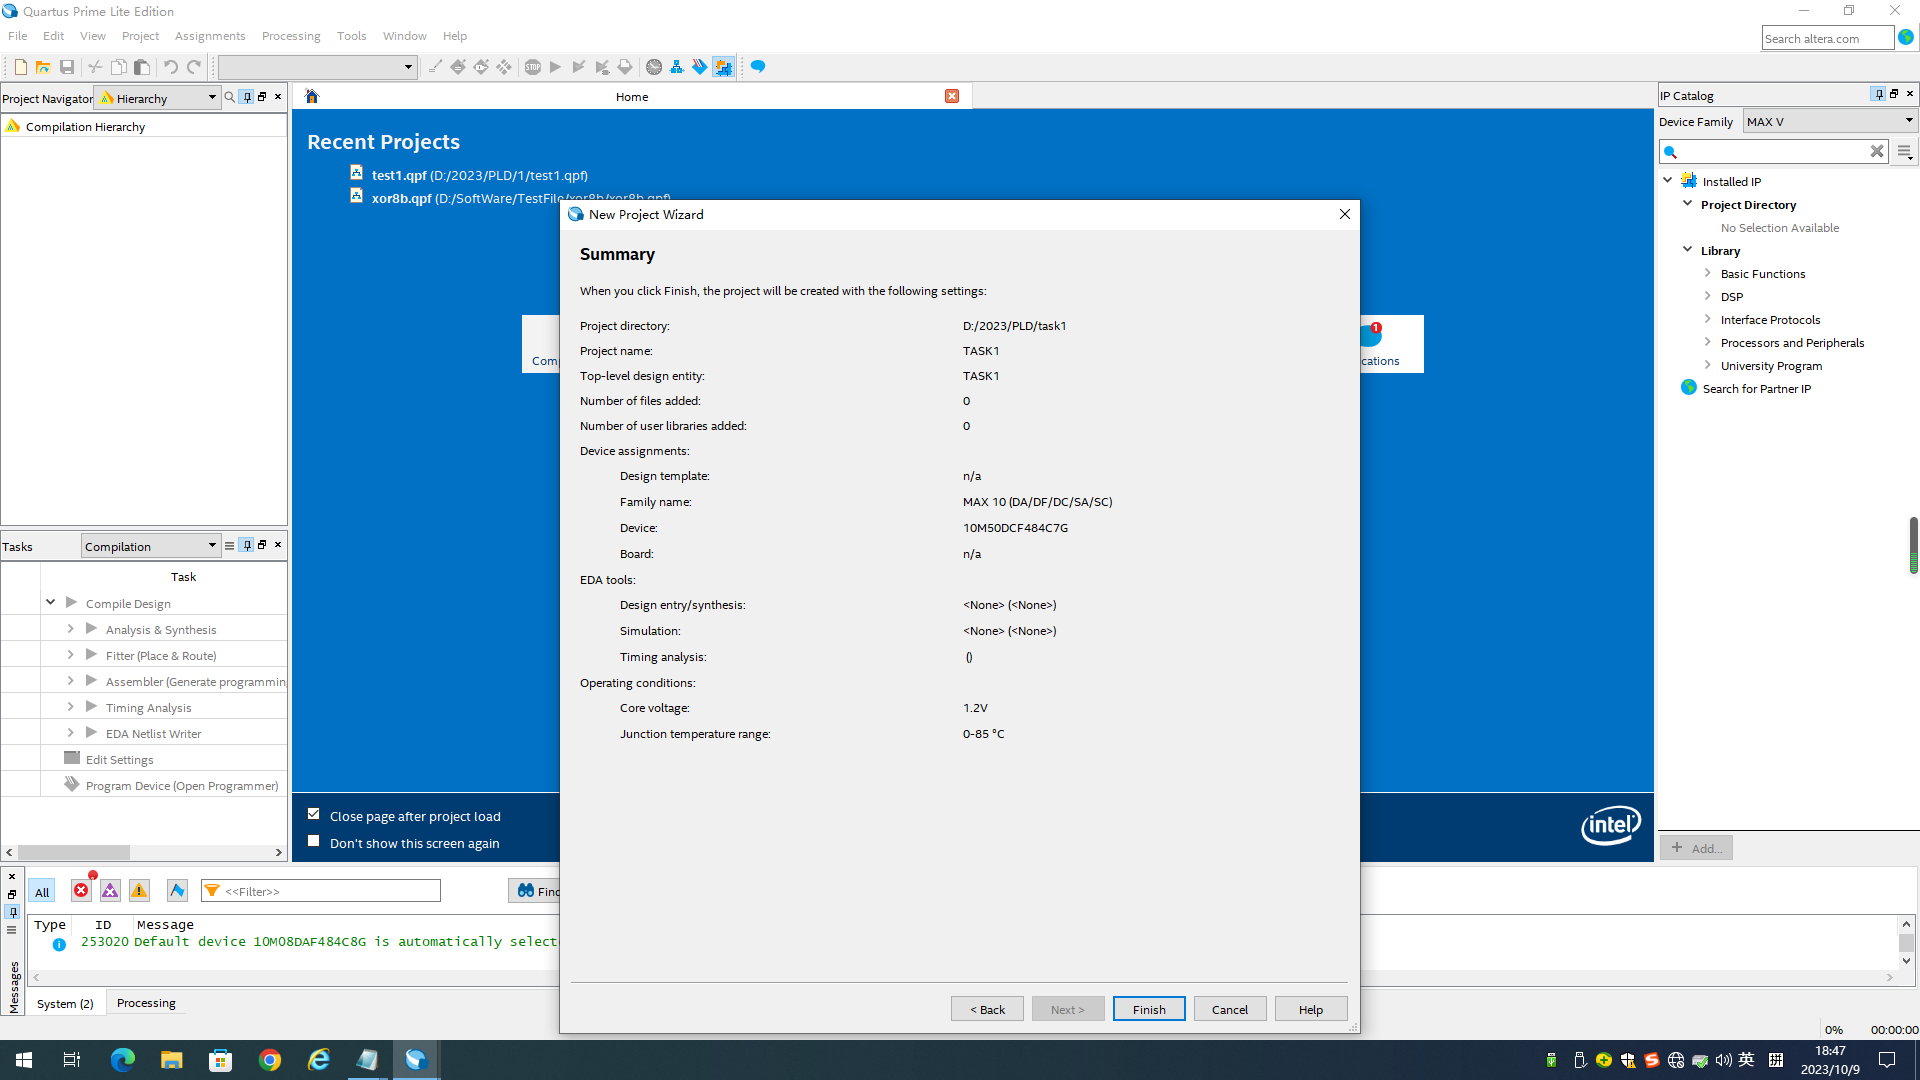 Quartus Prime Lite Edition
File Edit View Project Assignments Processing Tools Window Help
Search altera.com
Project Navigator Hierarchy
Compilation Hierarchy
Home
IP Catalog
Device Family MAX V
Installed IP
Project Directory
No Selection Available
Library
Basic Functions
DSP
Interface Protocols
Processors and Peripherals
University Program
Search for Partner IP
+ Add...
Recent Projects
test1.qpf (D:/2023/PLD/1/test1.qpf)
xor8b.qpf (D:/SoftWare/TestFile/xor8b/xor8b.qpf)
Com
1
cations
Tasks Compilation
Task
Compile Design
Analysis & Synthesis
Fitter (Place & Route)
Assembler (Generate programmin
Timing Analysis
EDA Netlist Writer
Edit Settings
Program Device (Open Programmer)
Close page after project load
Don't show this screen again
intel
New Project Wizard
Summary
When you click Finish, the project will be created with the following settings:
Project directory: D:/2023/PLD/task1
Project name: TASK1
Top-level design entity: TASK1
Number of files added: 0
Number of user libraries added: 0
Device assignments:
Design template: n/a
Family name: MAX 10 (DA/DF/DC/SA/SC)
Device: 10M50DCF484C7G
Board: n/a
EDA tools:
Design entry/synthesis: <None> (<None>)
Simulation: <None> (<None>)
Timing analysis: ()
Operating conditions:
Core voltage: 1.2V
Junction temperature range: 0-85 °C
< Back Next > Finish Cancel Help
All <<Filter>> Find
Type ID Message
253020 Default device 10M08DAF484C8G is automatically select
Messages
System (2) Processing
0% 00:00:00
英
18:47
2023/10/9